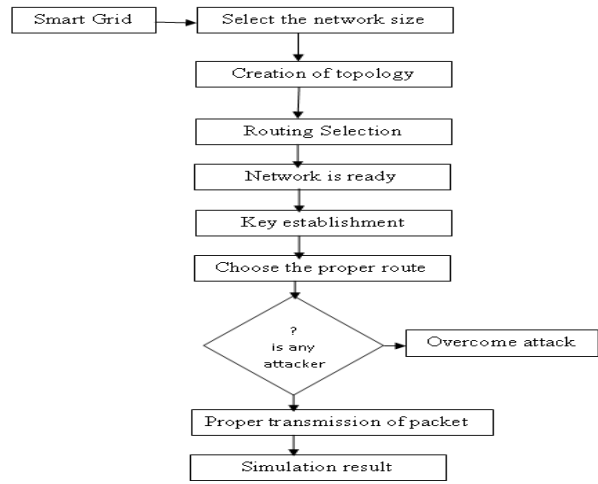 Smart Grid
Select the network size
Creation of topology
Routing Selection
Network is ready
Key establishment
Choose the proper route
?
is any
attacker
Overcome attack
Proper transmission of packet
Simulation result